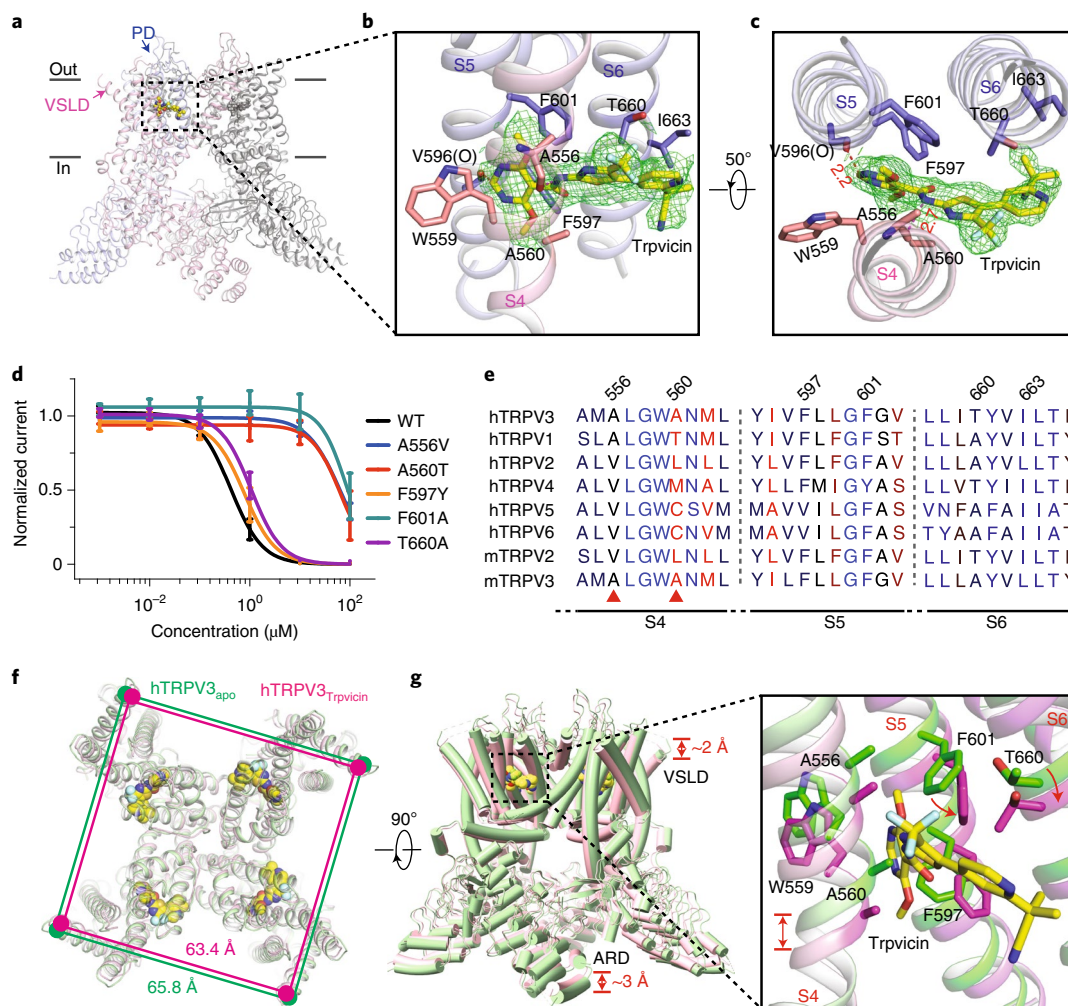 a
PD
Out
VSLD
In
b
S5
S6
F601
T660
I663
V596(O)
A556
W559
F597
A560
Trpvicin
S4
50°
c
S5
F601
S6
T660
I663
V596(O)
2.2
F597
A556
2.7
W559
A560
S4
Trpvicin
d
Normalized current
1.0
0.5
0
10⁻² 10⁰ 10²
Concentration (μM)
WT
A556V
A560T
F597Y
F601A
T660A
e
556 560 597 601 660 663
hTRPV3 AMALGWANML YIVFLLGFGV LLITYVILT
hTRPV1 SLALGWTNML YIVFLFGFST LLLAYVILT
hTRPV2 ALVLGWLNLL YLVFLFGFAV LLLAYVILT
hTRPV4 ALVLGWMNAL YLLFMIGYAS LLVTYIILT
hTRPV5 ALVLGWCSVM MAVVILGFAS VNFAFAIIAT
hTRPV6 ALVLGWCNVM MAVVILGFAS TYAAFAIIAT
mTRPV2 SLVLGWLNLL YLVFLFGFAV LLITYVILT
mTRPV3 AMALGWANML YILFLLGFGV LLLAYVILT
S4 S5 S6
f
hTRPV3apo hTRPV3Trpvicin
63.4 Å
65.8 Å
90°
g
~2 Å
VSLD
ARD
~3 Å
S5
S6
F601
A556
T660
W559
A560
F597
Trpvicin
S4